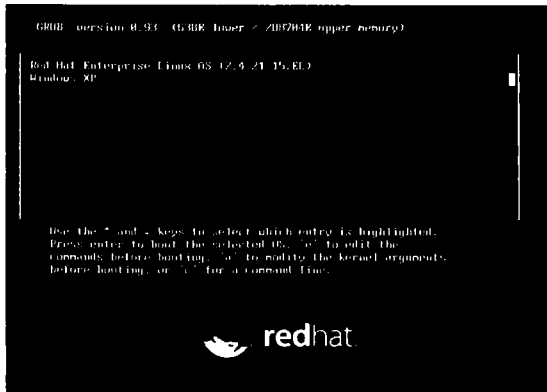 GRUB version 0.93 (638K lower / upper memory)
Red Hat Enterprise Linux AS (2.4.21-15.EL)
Windows XP
Use the ↑ and ↓ keys to select which entry is highlighted.
Press enter to boot the selected OS, 'e' to edit the
commands before booting, 'a' to modify the kernel arguments
before booting, or 'c' for a command line.
redhat.